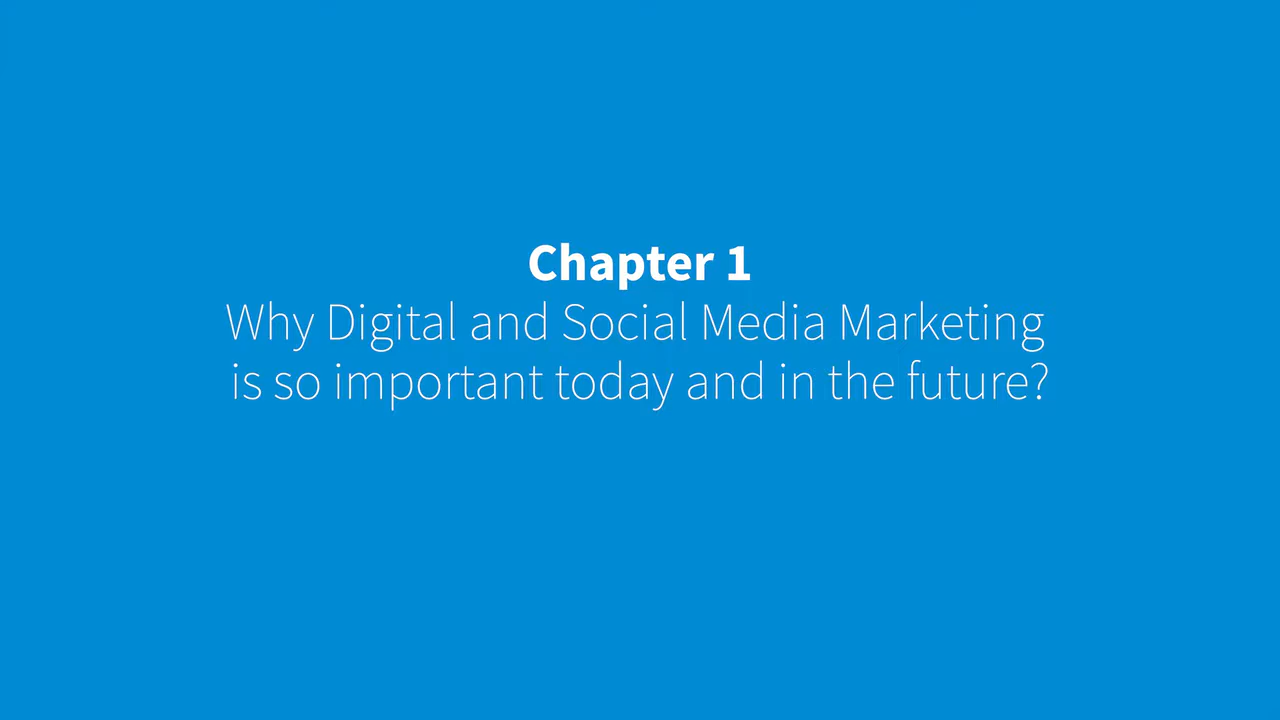 Chapter 1
Why Digital and Social Media Marketing
is so important today and in the future?